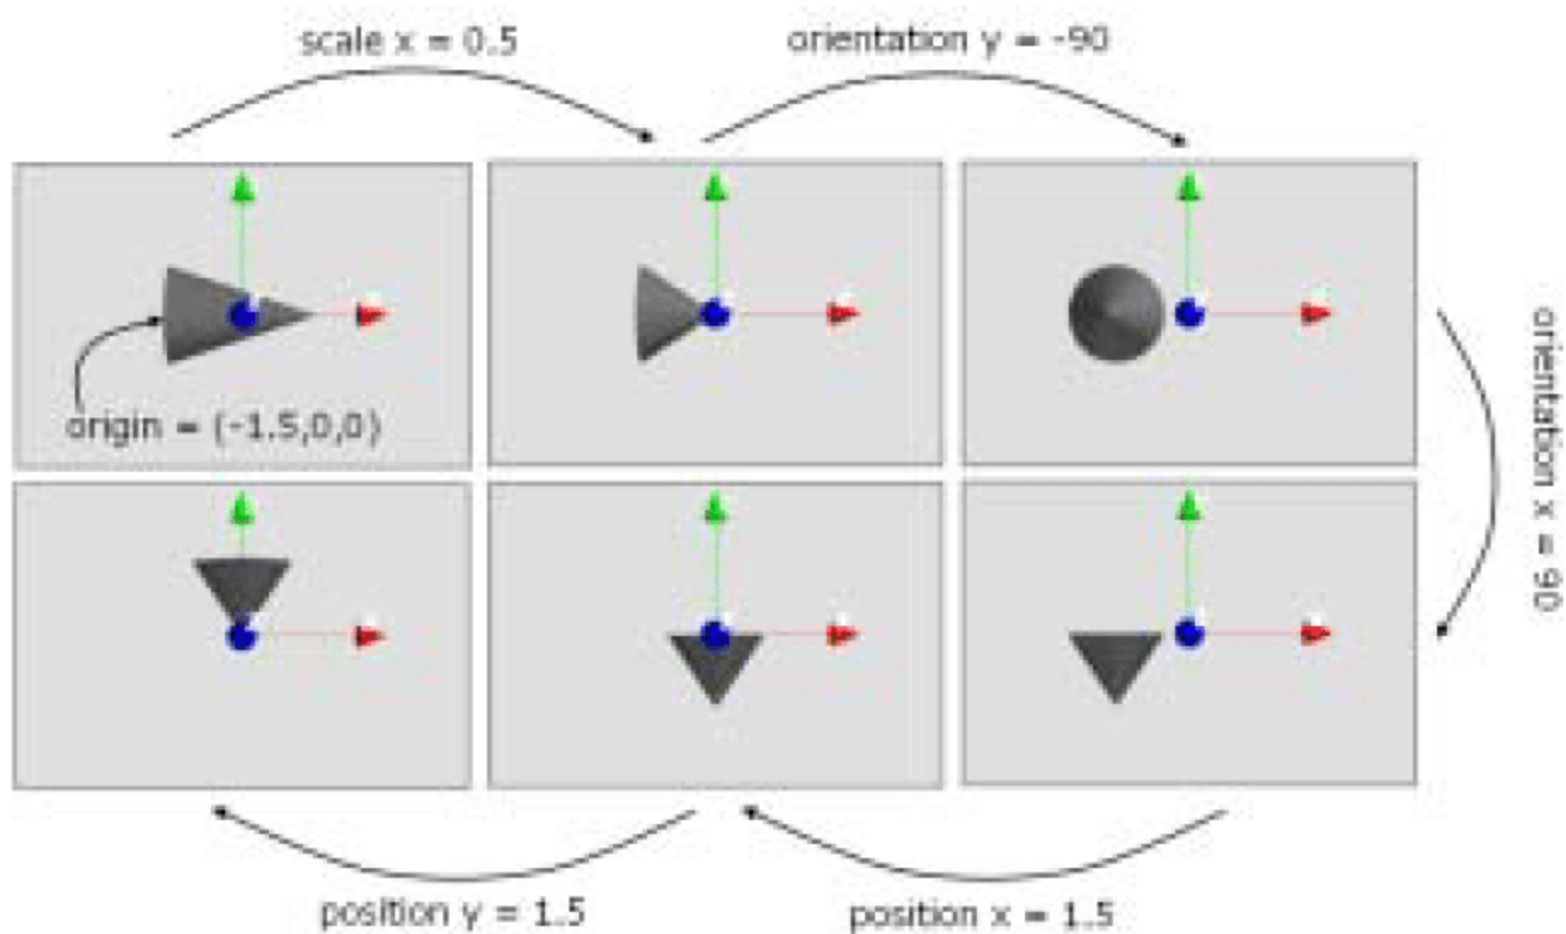 scale x = 0.5
orientation y = -90
origin = (-1.5,0,0)
orientation x = 90
position y = 1.5
position x = 1.5